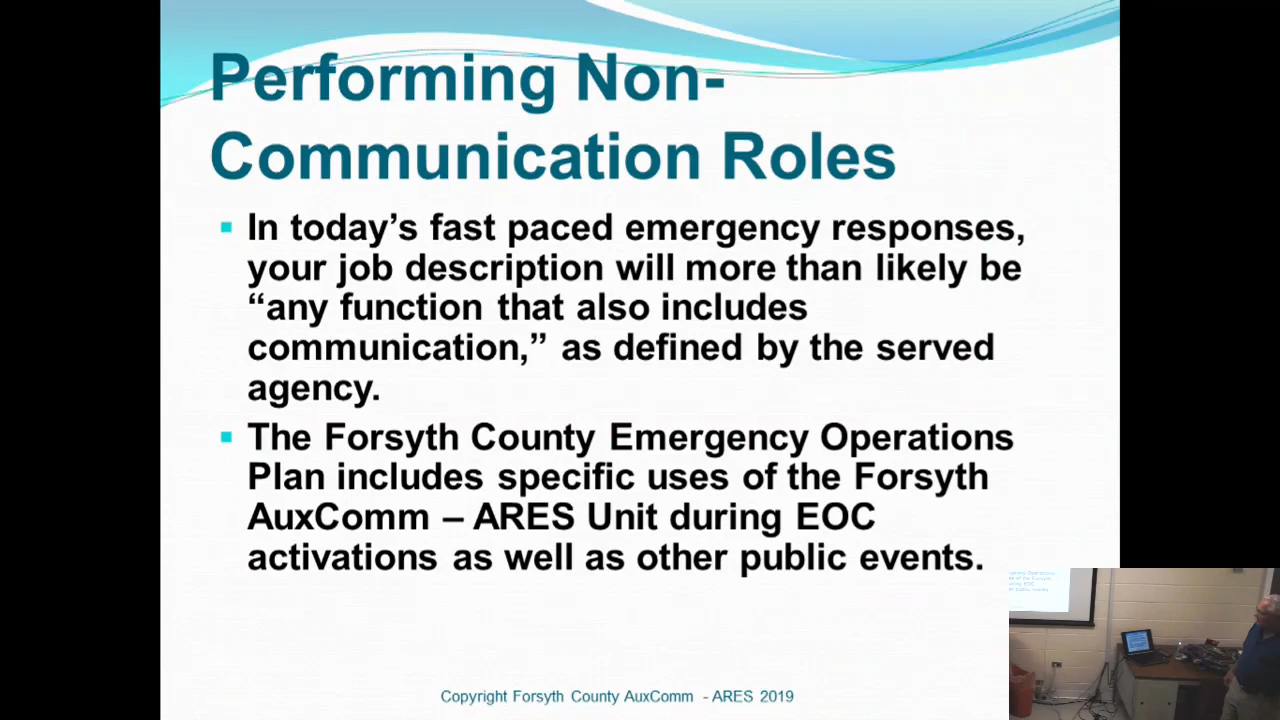 Performing Non-
Communication Roles
In today’s fast paced emergency responses,
your job description will more than likely be
“any function that also includes
communication,” as defined by the served
agency.
The Forsyth County Emergency Operations
Plan includes specific uses of the Forsyth
AuxComm – ARES Unit during EOC
activations as well as other public events.
Copyright Forsyth County AuxComm - ARES 2019